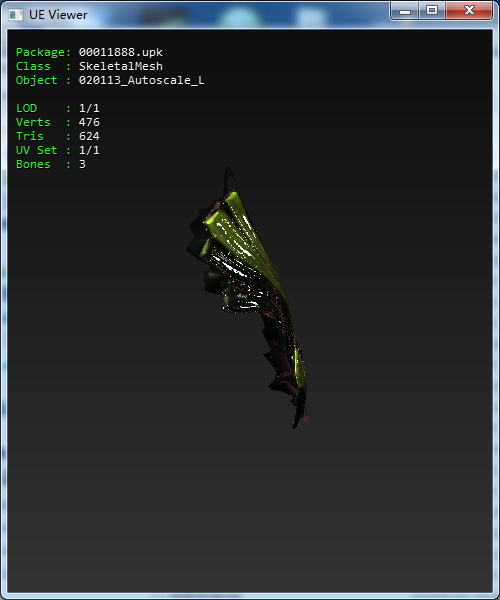 UE Viewer
Package: 00011888.upk
Class  : SkeletalMesh
Object : 020113_Autoscale_L
LOD    : 1/1
Verts  : 476
Tris   : 624
UV Set : 1/1
Bones  : 3